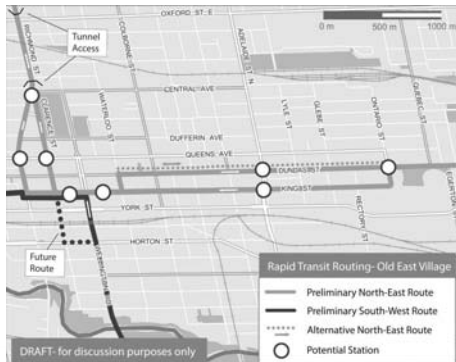 OXFORD ST. E
0 m 500 m 1000 m
Tunnel
Access
RICHMOND ST
COLBORNE ST
ADELAIDE ST N
QUEBEC ST
CENTRAL AVE
CLARENCE ST
WATERLOO ST
LYLE ST
GLEBE ST
ONTARIO ST
DUFFERIN AVE
QUEENS AVE
DUNDAS ST
KING ST
EGERTON ST
YORK ST
RECTORY ST
HORTON ST
Future
Route
WELLINGTON RD
Rapid Transit Routing- Old East Village
Preliminary North-East Route
Preliminary South-West Route
Alternative North-East Route
Potential Station
DRAFT- for discussion purposes only